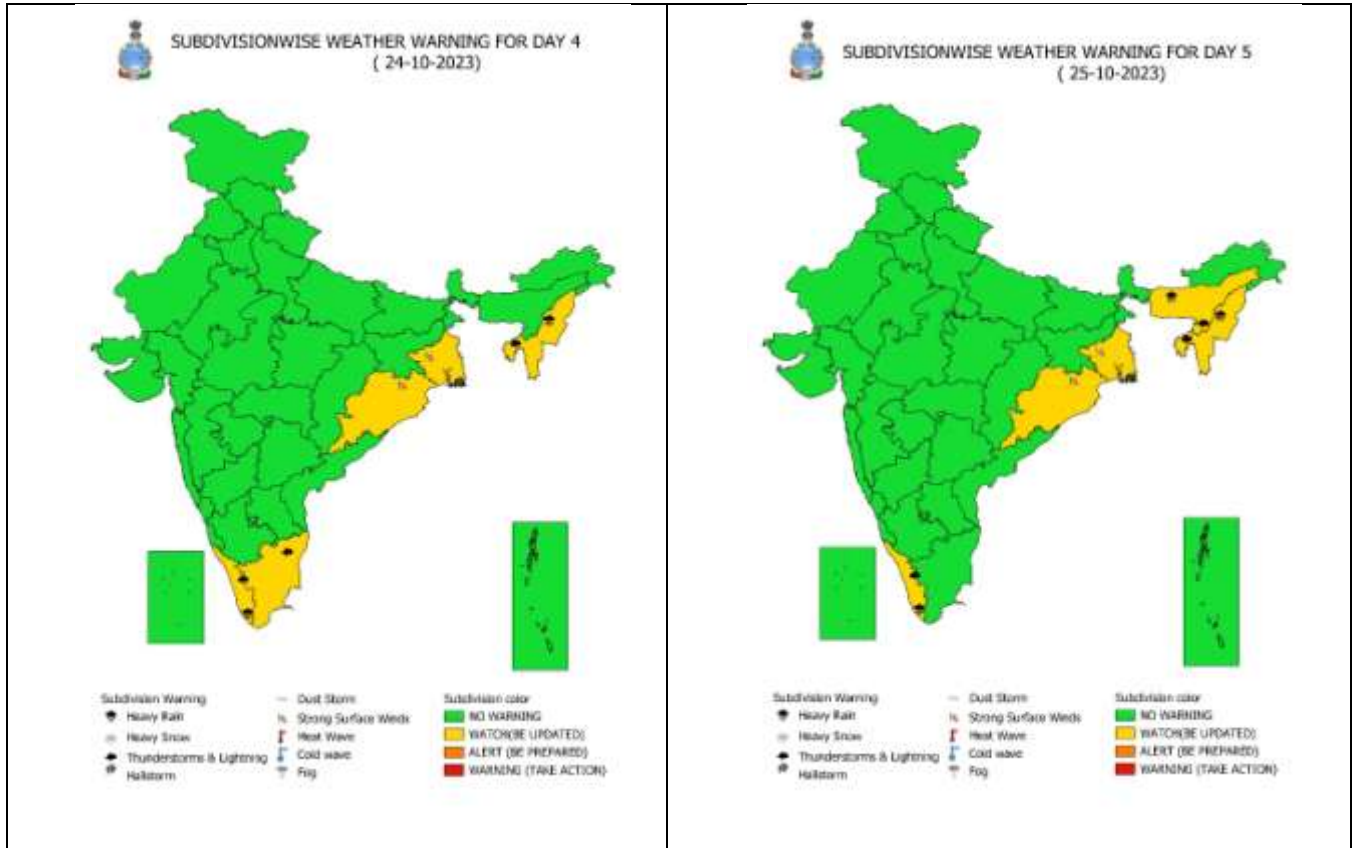 SUBDIVISIONWISE WEATHER WARNING FOR DAY 4
( 24-10-2023)
Subdivision Warning
Heavy Rain
Heavy Snow
Thunderstorms & Lightning
Hailstorm
Dust Storm
Strong Surface Winds
Heat Wave
Cold wave
Fog
Subdivision color
NO WARNING
WATCH(BE UPDATED)
ALERT (BE PREPARED)
WARNING (TAKE ACTION)
SUBDIVISIONWISE WEATHER WARNING FOR DAY 5
( 25-10-2023)
Subdivision Warning
Heavy Rain
Heavy Snow
Thunderstorms & Lightning
Hailstorm
Dust Storm
Strong Surface Winds
Heat Wave
Cold wave
Fog
Subdivision color
NO WARNING
WATCH(BE UPDATED)
ALERT (BE PREPARED)
WARNING (TAKE ACTION)